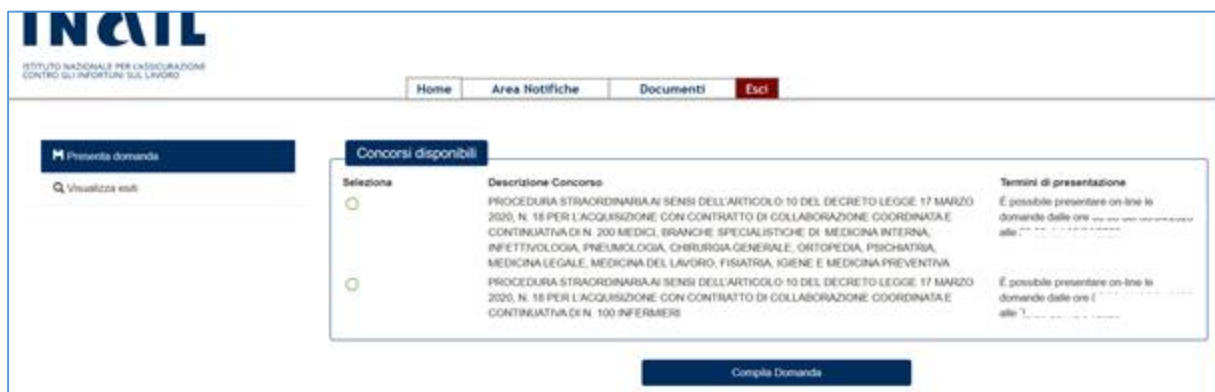 INAIL
ISTITUTO NAZIONALE PER L'ASSICURAZIONE
CONTRO GLI INFORTUNI SUL LAVORO
Home Area Notifiche Documenti Esci
Presenta domanda
Visualizza esiti
Concorsi disponibili
Seleziona Descrizione Concorso Termini di presentazione
PROCEDURA STRAORDINARIA AI SENSI DELL'ARTICOLO 10 DEL DECRETO LEGGE 17 MARZO
2020, N. 18 PER L'ACQUISIZIONE CON CONTRATTO DI COLLABORAZIONE COORDINATA E
CONTINUATIVA DI N. 200 MEDICI, BRANCHE SPECIALISTICHE DI: MEDICINA INTERNA,
INFETTIVOLOGIA, PNEUMOLOGIA, CHIRURGIA GENERALE, ORTOPEDIA, PSICHIATRIA,
MEDICINA LEGALE, MEDICINA DEL LAVORO, FISIATRIA, IGIENE E MEDICINA PREVENTIVA
È possibile presentare on-line le
domande dalle ore
alle
PROCEDURA STRAORDINARIA AI SENSI DELL'ARTICOLO 10 DEL DECRETO LEGGE 17 MARZO
2020, N. 18 PER L'ACQUISIZIONE CON CONTRATTO DI COLLABORAZIONE COORDINATA E
CONTINUATIVA DI N. 100 INFERMIERI
È possibile presentare on-line le
domande dalle ore
alle
Compila Domanda